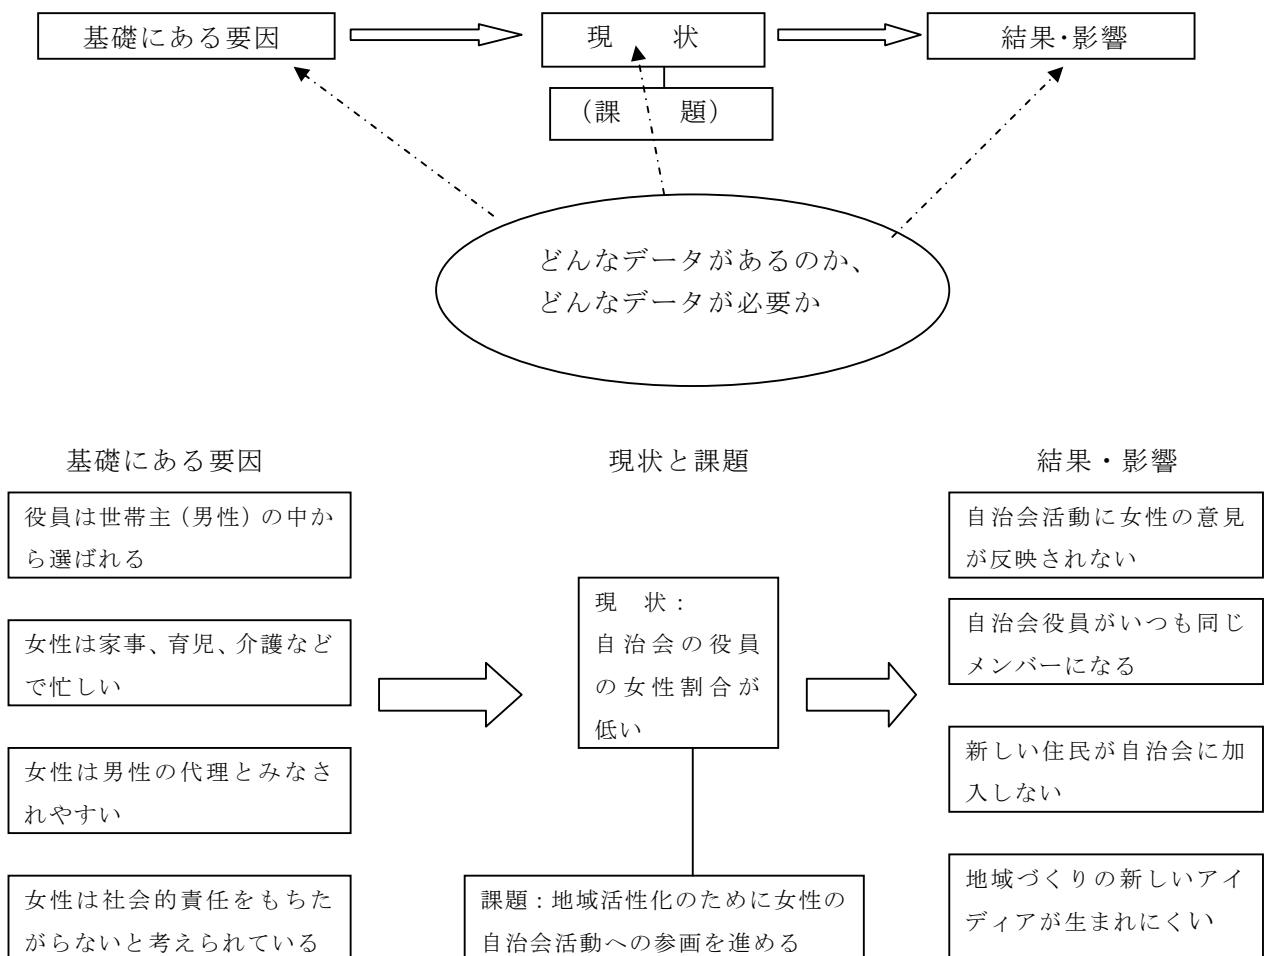 基礎にある要因
現　　状
結果・影響
（課　　題）
どんなデータがあるのか、
どんなデータが必要か
基礎にある要因
現状と課題
結果・影響
役員は世帯主（男性）の中か
ら選ばれる
女性は家事、育児、介護など
で忙しい
女性は男性の代理とみなさ
れやすい
女性は社会的責任をもちた
がらないと考えられている
現　状：
自治会の役員
の女性割合が
低い
課題：地域活性化のために女性の
自治会活動への参画を進める
自治会活動に女性の意見
が反映されない
自治会役員がいつも同じ
メンバーになる
新しい住民が自治会に加
入しない
地域づくりの新しいアイ
ディアが生まれにくい